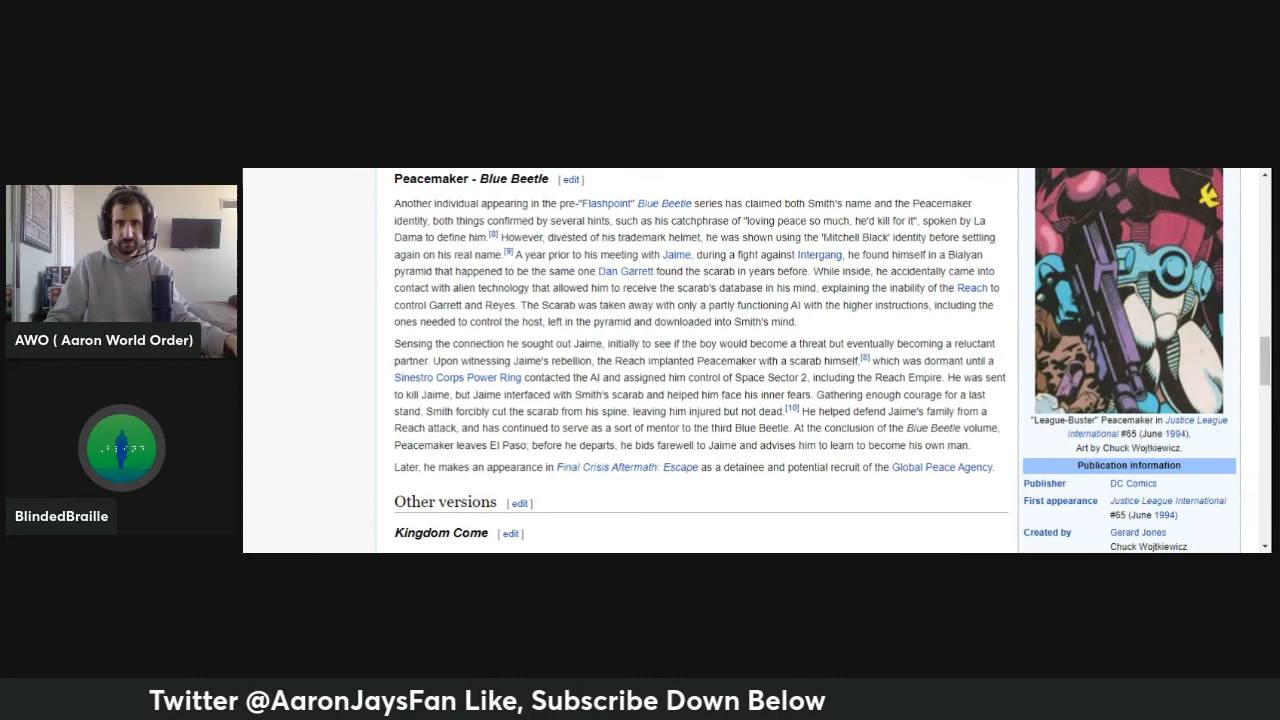 Peacemaker - Blue Beetle [ edit ]
Another individual appearing in the pre-"Flashpoint" Blue Beetle series has claimed both Smith's name and the Peacemaker
identity, both things confirmed by several hints, such as his catchphrase of "loving peace so much, he'd kill for it", spoken by La
Dama to define him.[8] However, divested of his trademark helmet, he was shown using the 'Mitchell Black' identity before settling
again on his real name.[9] A year prior to his meeting with Jaime, during a fight against Intergang, he found himself in a Bialyan
pyramid that happened to be the same one Dan Garrett found the scarab in years before. While inside, he accidentally came into
contact with alien technology that allowed him to receive the scarab's database in his mind, explaining the inability of the Reach to
control Garrett and Reyes. The Scarab was taken away with only a partly functioning AI with the higher instructions, including the
ones needed to control the host, left in the pyramid and downloaded into Smith's mind.
Sensing the connection he sought out Jaime, initially to see if the boy would become a threat but eventually becoming a reluctant
partner. Upon witnessing Jaime's rebellion, the Reach implanted Peacemaker with a scarab himself,[8] which was dormant until a
Sinestro Corps Power Ring contacted the AI and assigned him control of Space Sector 2, including the Reach Empire. He was sent
to kill Jaime, but Jaime interfaced with Smith's scarab and helped him face his inner fears. Gathering enough courage for a last
stand, Smith forcibly cut the scarab from his spine, leaving him injured but not dead.[10] He helped defend Jaime's family from a
Reach attack, and has continued to serve as a sort of mentor to the third Blue Beetle. At the conclusion of the Blue Beetle volume,
Peacemaker leaves El Paso; before he departs, he bids farewell to Jaime and advises him to learn to become his own man.
Later, he makes an appearance in Final Crisis Aftermath: Escape as a detainee and potential recruit of the Global Peace Agency.
Other versions [ edit ]
Kingdom Come [ edit ]
"League-Buster" Peacemaker in Justice League
International #65 (June 1994).
Art by Chuck Wojtkiewicz.
Publication information
Publisher DC Comics
First appearance Justice League International
#65 (June 1994)
Created by Gerard Jones
Chuck Wojtkiewicz
AWO ( Aaron World Order)
BlindedBraille
Twitter @AaronJaysFan Like, Subscribe Down Below